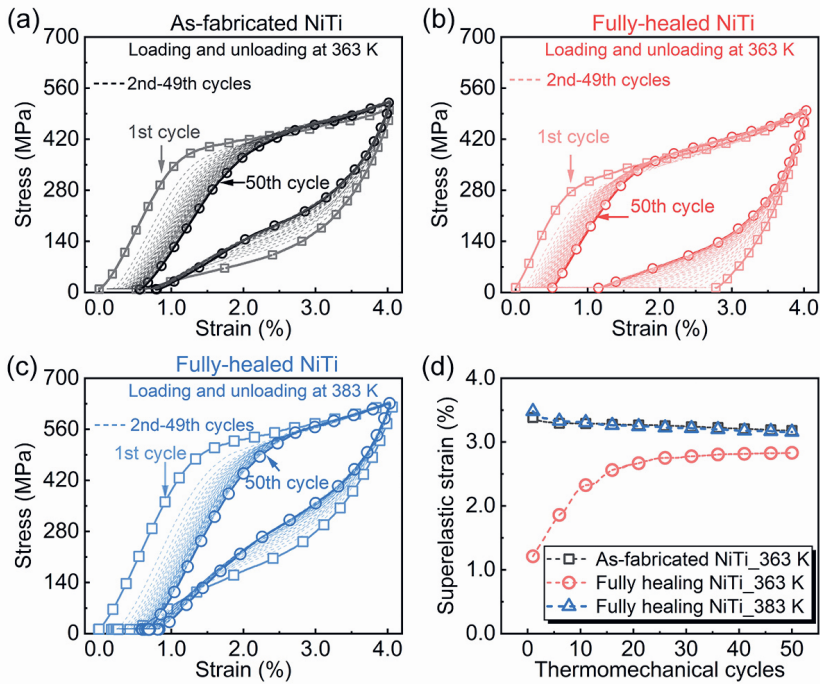 (a) As-fabricated NiTi
700
560
420
280
140
0
Stress (MPa)
Loading and unloading at 363 K
2nd-49th cycles
1st cycle
50th cycle
0.0 1.0 2.0 3.0 4.0
Strain (%)
(b) Fully-healed NiTi
700
560
420
280
140
0
Stress (MPa)
Loading and unloading at 363 K
2nd-49th cycles
1st cycle
50th cycle
0.0 1.0 2.0 3.0 4.0
Strain (%)
(c) Fully-healed NiTi
700
560
420
280
140
0
Stress (MPa)
Loading and unloading at 383 K
2nd-49th cycles
1st cycle
50th cycle
0.0 1.0 2.0 3.0 4.0
Strain (%)
(d)
4.0
3.0
2.0
1.0
0.0
Superelastic strain (%)
As-fabricated NiTi_363 K
Fully healing NiTi_363 K
Fully healing NiTi_383 K
0 10 20 30 40 50
Thermomechanical cycles